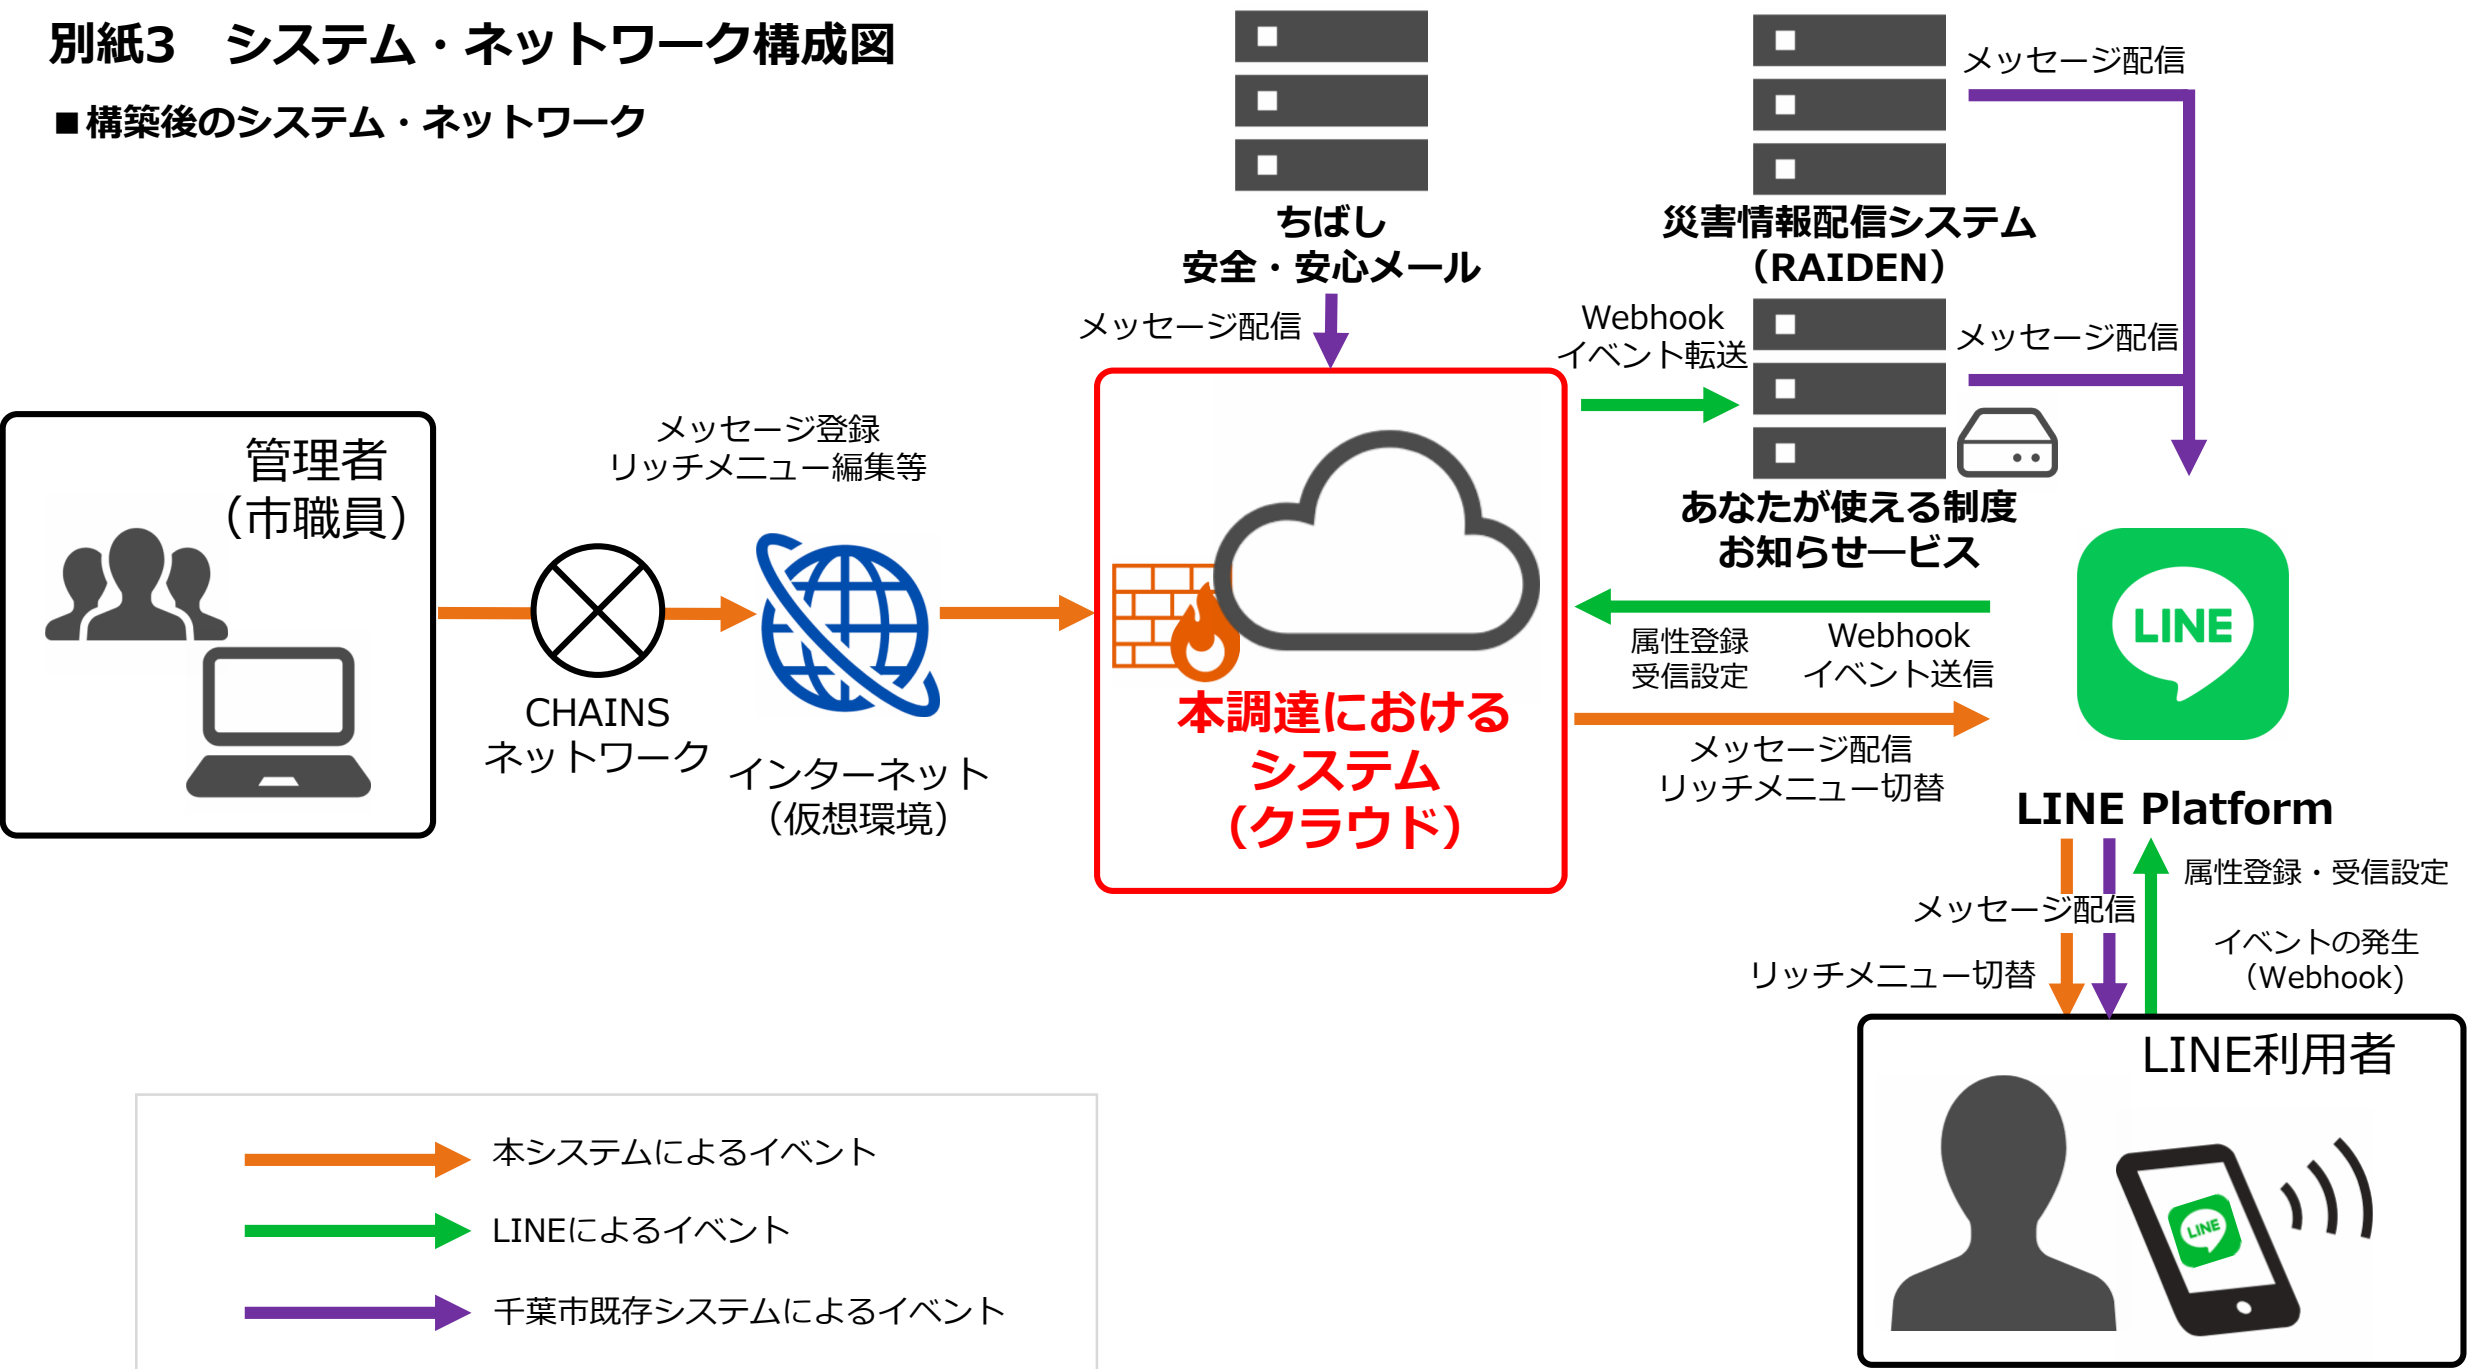 別紙3　システム・ネットワーク構成図
■構築後のシステム・ネットワーク
ちばし
安全・安心メール
メッセージ配信
災害情報配信システム
（RAIDEN）
メッセージ配信
Webhook
イベント転送
メッセージ配信
あなたが使える制度
お知らせ―ビス
管理者
（市職員）
メッセージ登録
リッチメニュー編集等
CHAINS
ネットワーク
インターネット
（仮想環境）
本調達における
システム
（クラウド）
属性登録
受信設定
Webhook
イベント送信
メッセージ配信
リッチメニュー切替
LINE
LINE Platform
属性登録・受信設定
メッセージ配信
イベントの発生
（Webhook）
リッチメニュー切替
LINE利用者
LINE
本システムによるイベント
LINEによるイベント
千葉市既存システムによるイベント